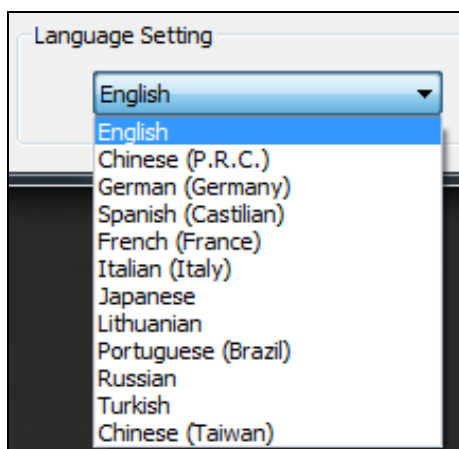 Language Setting
English
English
Chinese (P.R.C.)
German (Germany)
Spanish (Castilian)
French (France)
Italian (Italy)
Japanese
Lithuanian
Portuguese (Brazil)
Russian
Turkish
Chinese (Taiwan)